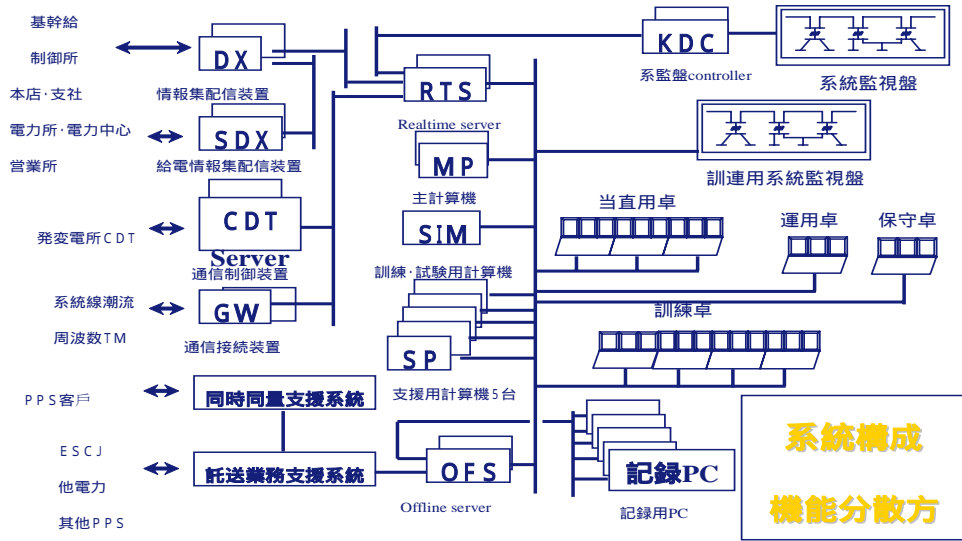 基幹給
制御所
本店·支社
電力所·電力中心
営業所
発変電所CDT
系統線潮流
周波数TM
PPS客戶
ESCJ
他電力
其他PPS
DX
情報集配信装置
SDX
給電情報集配信装置
CDT
Server
通信制御装置
GW
通信接続装置
同時同量支援系統
託送業務支援系統
RTS
Realtime server
MP
主計算機
SIM
訓練·試験用計算機
SP
支援用計算機5台
OFS
Offline server
KDC
系監盤controller
系統監視盤
訓連用系統監視盤
当直用卓
運用卓
保守卓
訓練卓
記録PC
記録用PC
系統構成
機能分散方